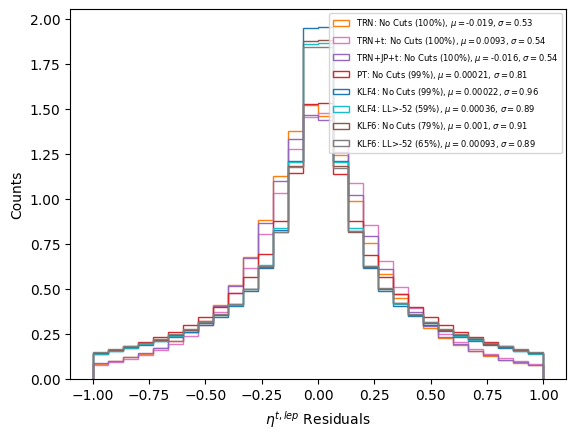 TRN: No Cuts (100%), μ = -0.019, σ = 0.53
TRN+t: No Cuts (100%), μ = 0.0093, σ = 0.54
TRN+JP+t: No Cuts (100%), μ = -0.016, σ = 0.54
PT: No Cuts (99%), μ = 0.00021, σ = 0.81
KLF4: No Cuts (99%), μ = 0.00022, σ = 0.96
KLF4: LL>-52 (59%), μ = 0.00036, σ = 0.89
KLF6: No Cuts (79%), μ = 0.001, σ = 0.91
KLF6: LL>-52 (65%), μ = 0.00093, σ = 0.89
2.00
1.75
1.50
1.25
1.00
0.75
0.50
0.25
0.00
Counts
−1.00 −0.75 −0.50 −0.25 0.00 0.25 0.50 0.75 1.00
η^{t, lep} Residuals